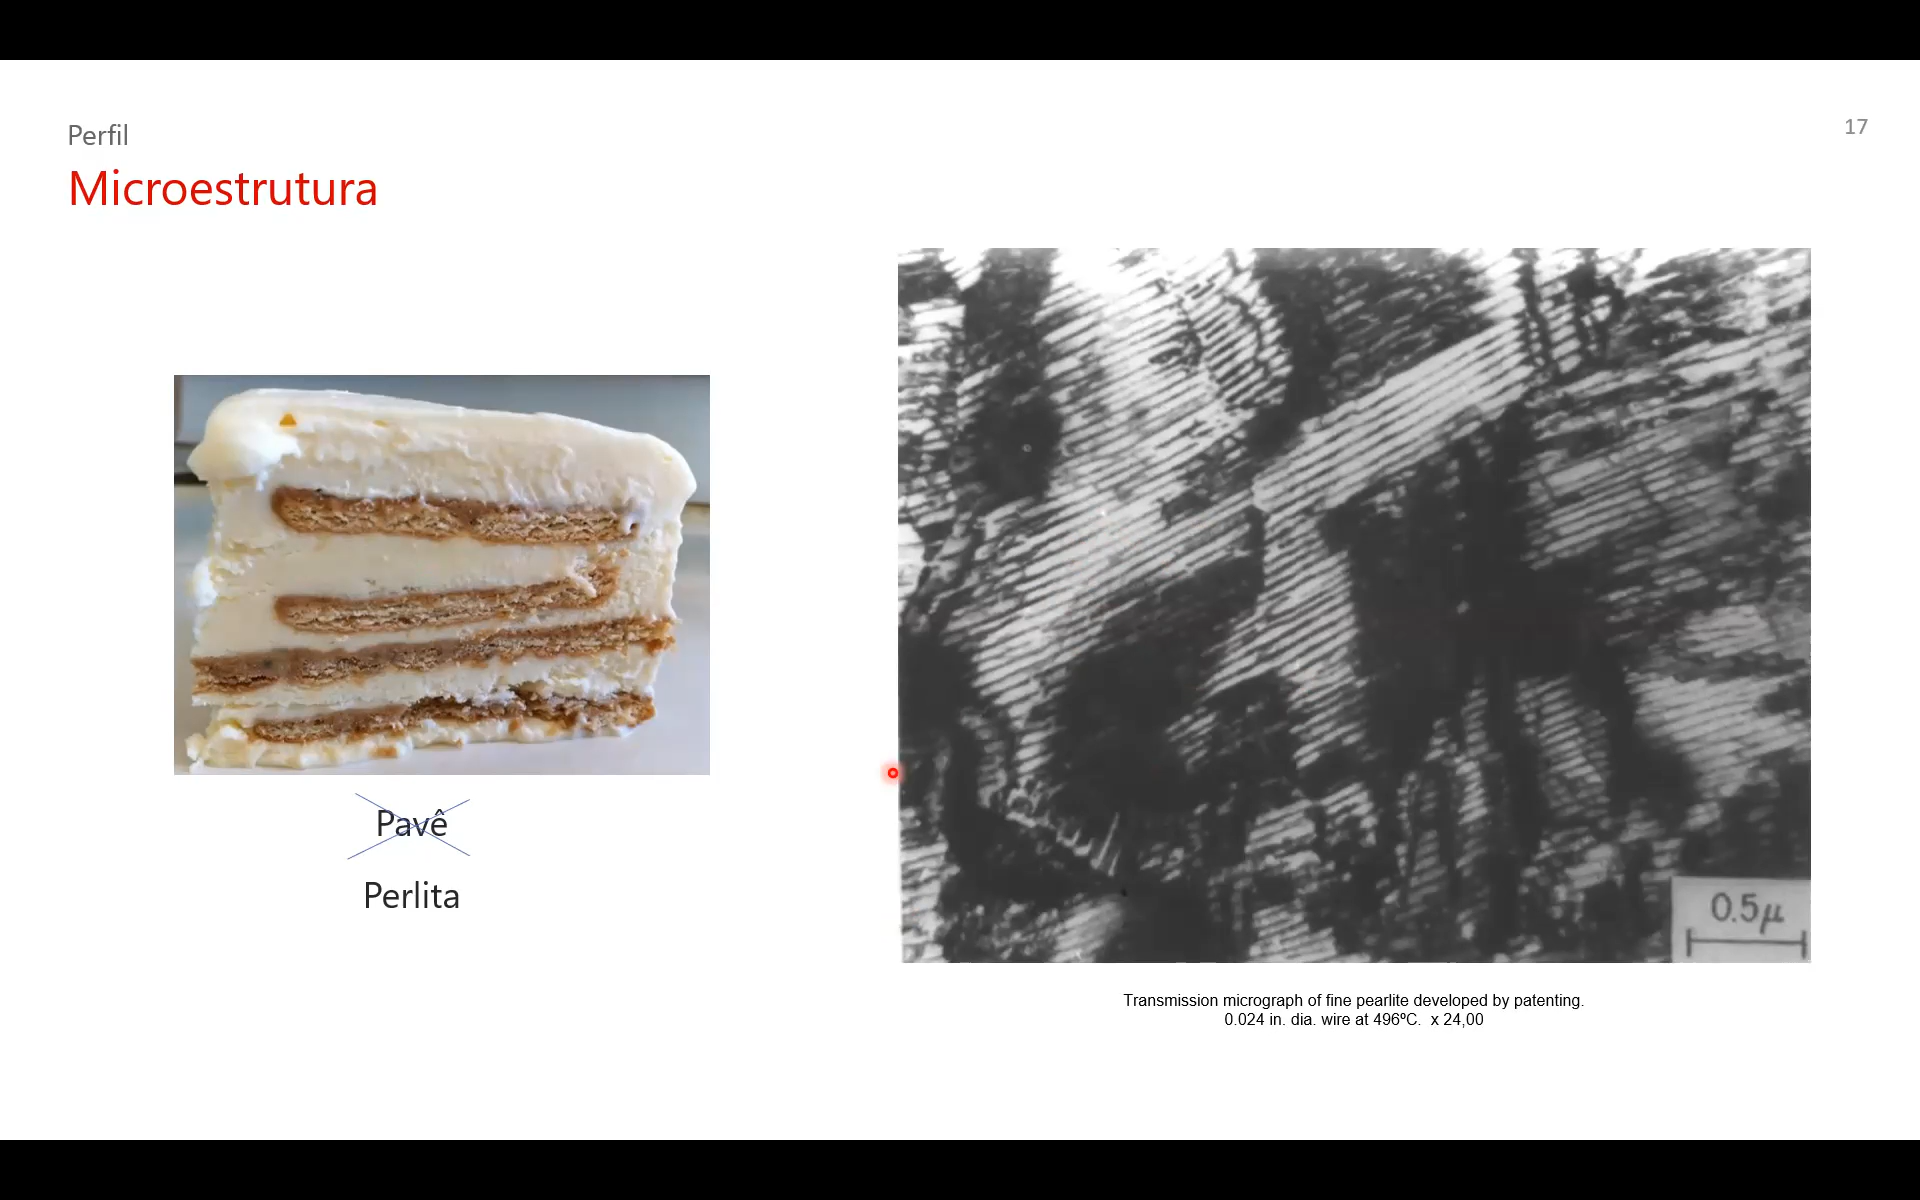 Perfil
17
Microestrutura
Pavê
Perlita
0.5μ
Transmission micrograph of fine pearlite developed by patenting.
0.024 in. dia. wire at 496ºC. x 24,00